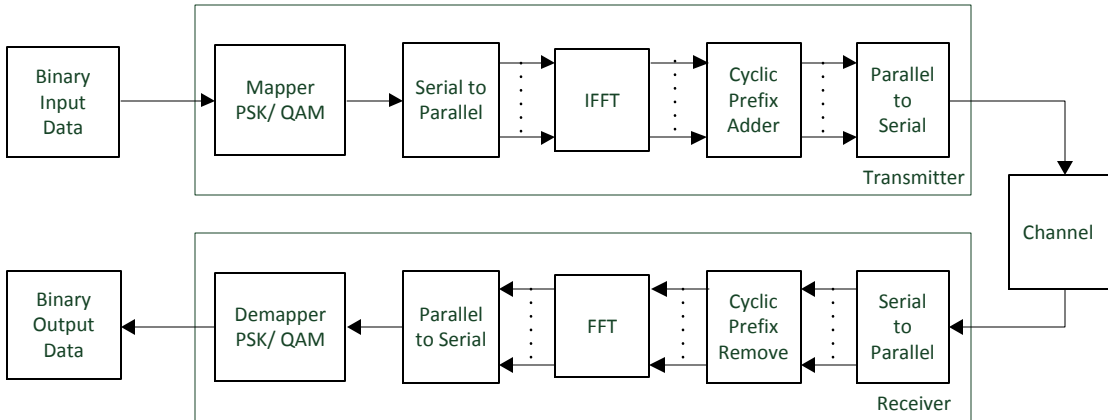 Binary
Input
Data
Mapper
PSK/ QAM
Serial to
Parallel
IFFT
Cyclic
Prefix
Adder
Parallel
to
Serial
Transmitter
Channel
Binary
Output
Data
Demapper
PSK/ QAM
Parallel
to Serial
FFT
Cyclic
Prefix
Remove
Serial
to
Parallel
Receiver